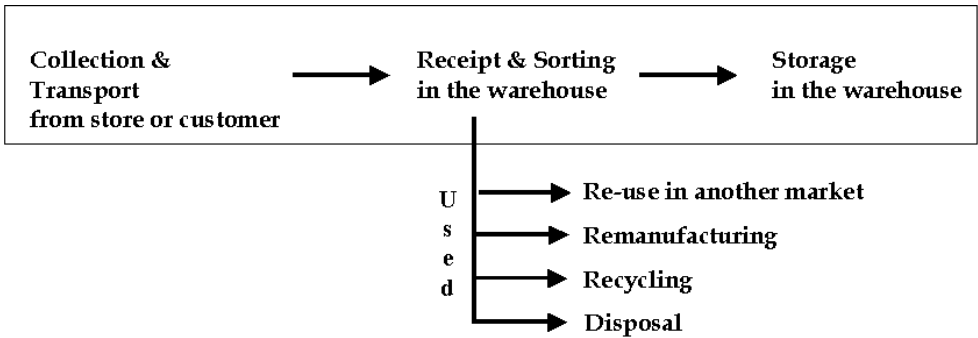 Collection &
Transport
from store or customer
Receipt & Sorting
in the warehouse
Storage
in the warehouse
Used
Re-use in another market
Remanufacturing
Recycling
Disposal